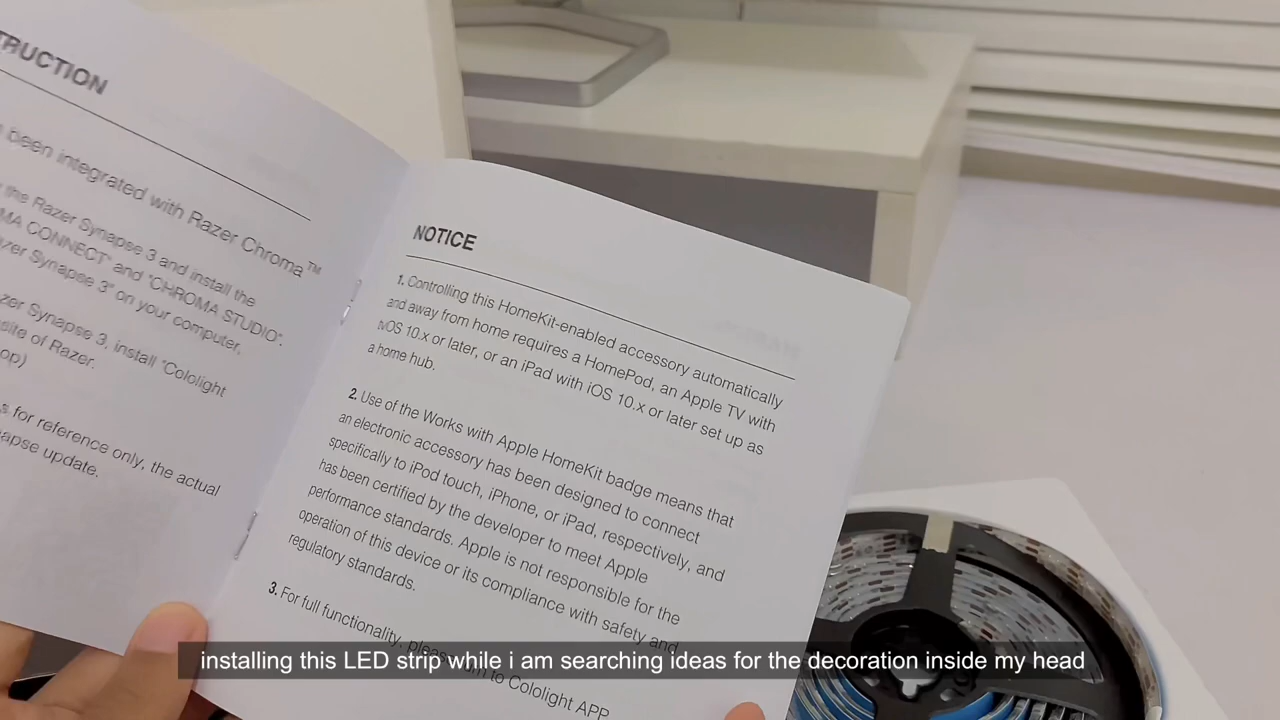 TRUCTION
been integrated with Razer Chroma™
the Razer Synapse 3 and install the
MA CONNECT" and "CHROMA STUDIO".
azer Synapse 3" on your computer.
zer Synapse 3, install "Cololight
site of Razer.
op)
s for reference only, the actual
apse update.
NOTICE
1. Controlling this HomeKit-enabled accessory automatically
and away from home requires a HomePod, an Apple TV with
tvOS 10.x or later, or an iPad with iOS 10.x or later set up as
a home hub.
2. Use of the Works with Apple HomeKit badge means that
an electronic accessory has been designed to connect
specifically to iPod touch, iPhone, or iPad, respectively, and
has been certified by the developer to meet Apple
performance standards. Apple is not responsible for the
operation of this device or its compliance with safety and
regulatory standards.
3. For full functionality, please turn to Cololight APP
installing this LED strip while i am searching ideas for the decoration inside my head